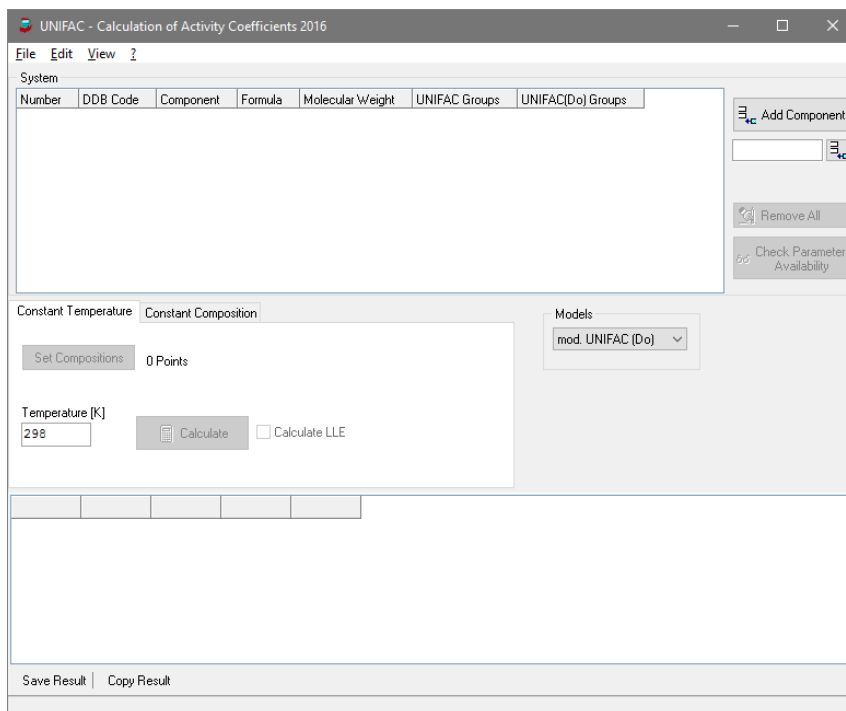 UNIFAC - Calculation of Activity Coefficients 2016
File Edit View ?
System
Number DDB Code Component Formula Molecular Weight UNIFAC Groups UNIFAC(Do) Groups
Add Component
Remove All
Check Parameter
Availability
Constant Temperature Constant Composition
Models
mod. UNIFAC (Do)
Set Compositions 0 Points
Temperature [K]
298
Calculate Calculate LLE
Save Result Copy Result